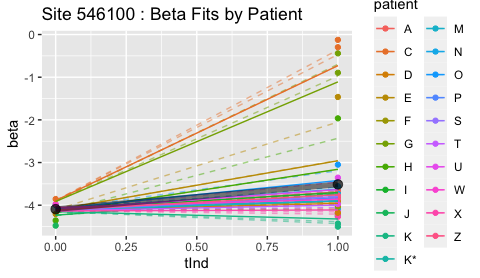 Site 546100 : Beta Fits by Patient
beta
0
-1
-2
-3
-4
0.00
0.25
0.50
0.75
1.00
tInd
patient
A
C
D
E
F
G
H
I
J
K
K*
M
N
O
P
S
T
U
W
X
Z